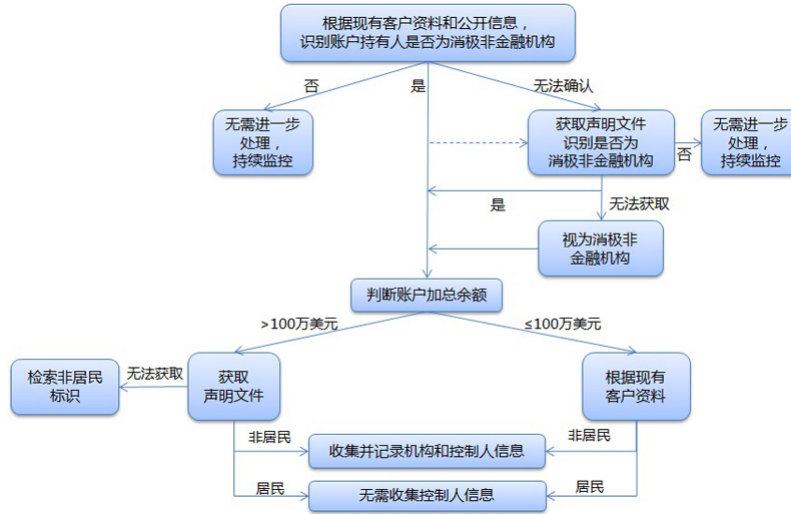 根据现有客户资料和公开信息，
识别账户持有人是否为消极非金融机构
否
是
无法确认
无需进一步
处理，
持续监控
获取声明文件
识别是否为
消极非金融机构
否
无需进一步
处理，
持续监控
是
无法获取
视为消极非
金融机构
判断账户加总余额
>100万美元
≤100万美元
检索非居民
标识
无法获取
获取
声明文件
根据现有
客户资料
非居民
收集并记录机构和控制人信息
非居民
居民
无需收集控制人信息
居民